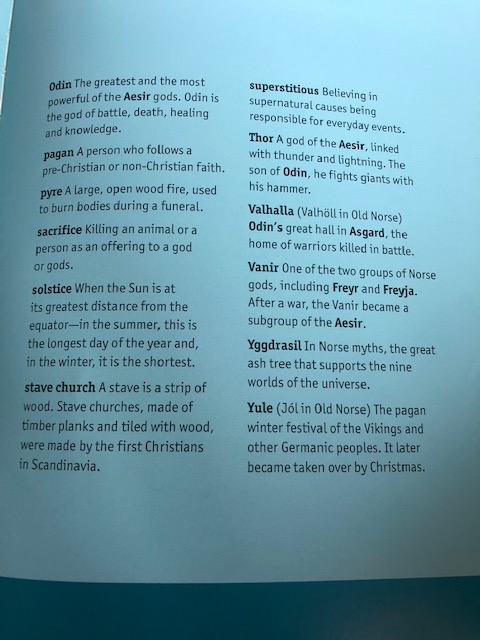 Odin The greatest and the most
powerful of the Aesir gods. Odin is
the god of battle, death, healing
and knowledge.
pagan A person who follows a
pre-Christian or non-Christian faith.
pyre A large, open wood fire, used
to burn bodies during a funeral.
sacrifice Killing an animal or a
person as an offering to a god
or gods.
solstice When the Sun is at
its greatest distance from the
equator—in the summer, this is
the longest day of the year and,
in the winter, it is the shortest.
stave church A stave is a strip of
wood. Stave churches, made of
timber planks and tiled with wood,
were made by the first Christians
in Scandinavia.
superstitious Believing in
supernatural causes being
responsible for everyday events.
Thor A god of the Aesir, linked
with thunder and lightning. The
son of Odin, he fights giants with
his hammer.
Valhalla (Valhöll in Old Norse)
Odin's great hall in Asgard, the
home of warriors killed in battle.
Vanir One of the two groups of Norse
gods, including Freyr and Freyja.
After a war, the Vanir became a
subgroup of the Aesir.
Yggdrasil In Norse myths, the great
ash tree that supports the nine
worlds of the universe.
Yule (Jól in Old Norse) The pagan
winter festival of the Vikings and
other Germanic peoples. It later
became taken over by Christmas.